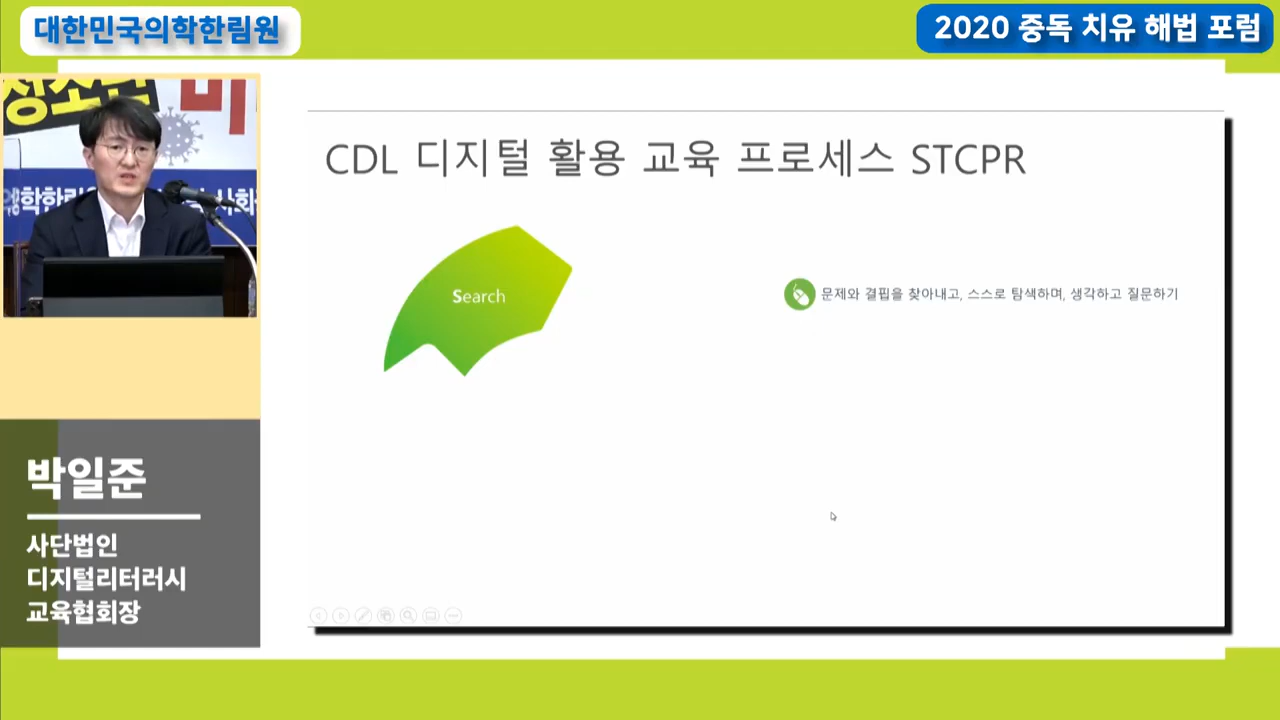 대한민국의학한림원
2020 중독 치유 해법 포럼
CDL 디지털 활용 교육 프로세스 STCPR
Search
문제와 결핍을 찾아내고, 스스로 탐색하며, 생각하고 질문하기
박일준
사단법인
디지털리터러시
교육협회장